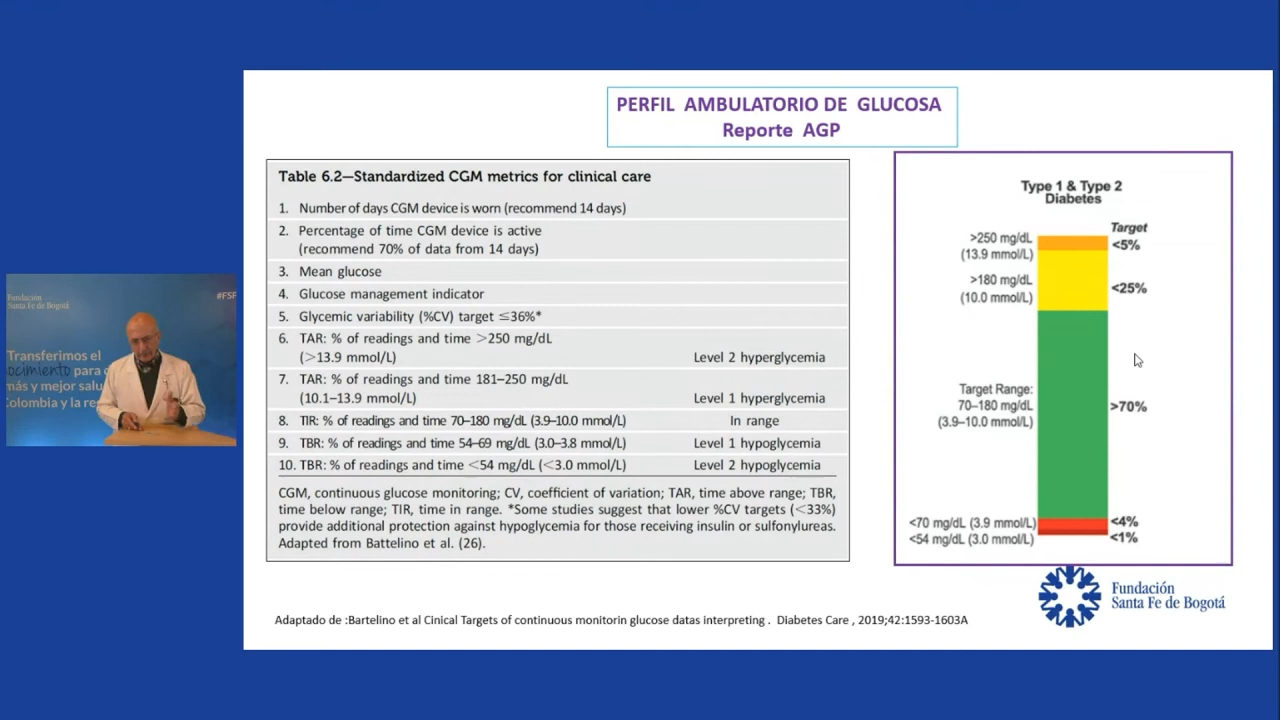 PERFIL AMBULATORIO DE GLUCOSA
Reporte AGP
Table 6.2—Standardized CGM metrics for clinical care
1. Number of days CGM device is worn (recommend 14 days)
2. Percentage of time CGM device is active
(recommend 70% of data from 14 days)
3. Mean glucose
4. Glucose management indicator
5. Glycemic variability (%CV) target ≤36%*
6. TAR: % of readings and time >250 mg/dL
(>13.9 mmol/L) Level 2 hyperglycemia
7. TAR: % of readings and time 181–250 mg/dL
(10.1–13.9 mmol/L) Level 1 hyperglycemia
8. TIR: % of readings and time 70–180 mg/dL (3.9–10.0 mmol/L) In range
9. TBR: % of readings and time 54–69 mg/dL (3.0–3.8 mmol/L) Level 1 hypoglycemia
10. TBR: % of readings and time <54 mg/dL (<3.0 mmol/L) Level 2 hypoglycemia
CGM, continuous glucose monitoring; CV, coefficient of variation; TAR, time above range; TBR,
time below range; TIR, time in range. *Some studies suggest that lower %CV targets (<33%)
provide additional protection against hypoglycemia for those receiving insulin or sulfonylureas.
Adapted from Battelino et al. (26).
Type 1 & Type 2
Diabetes
Target
>250 mg/dL
(13.9 mmol/L)
<5%
>180 mg/dL
(10.0 mmol/L)
<25%
Target Range:
70–180 mg/dL
(3.9–10.0 mmol/L)
>70%
<70 mg/dL (3.9 mmol/L) <4%
<54 mg/dL (3.0 mmol/L) <1%
Fundación
Santa Fe de Bogotá
Adaptado de :Bartelino et al Cinical Targets of continuous monitorin glucose datas interpreting . Diabetes Care , 2019;42:1593-1603A
Fundación
Santa Fe de Bogotá
#FSF
Transferimos el
ocimiento para
más y mejor salu
Colombia y la re